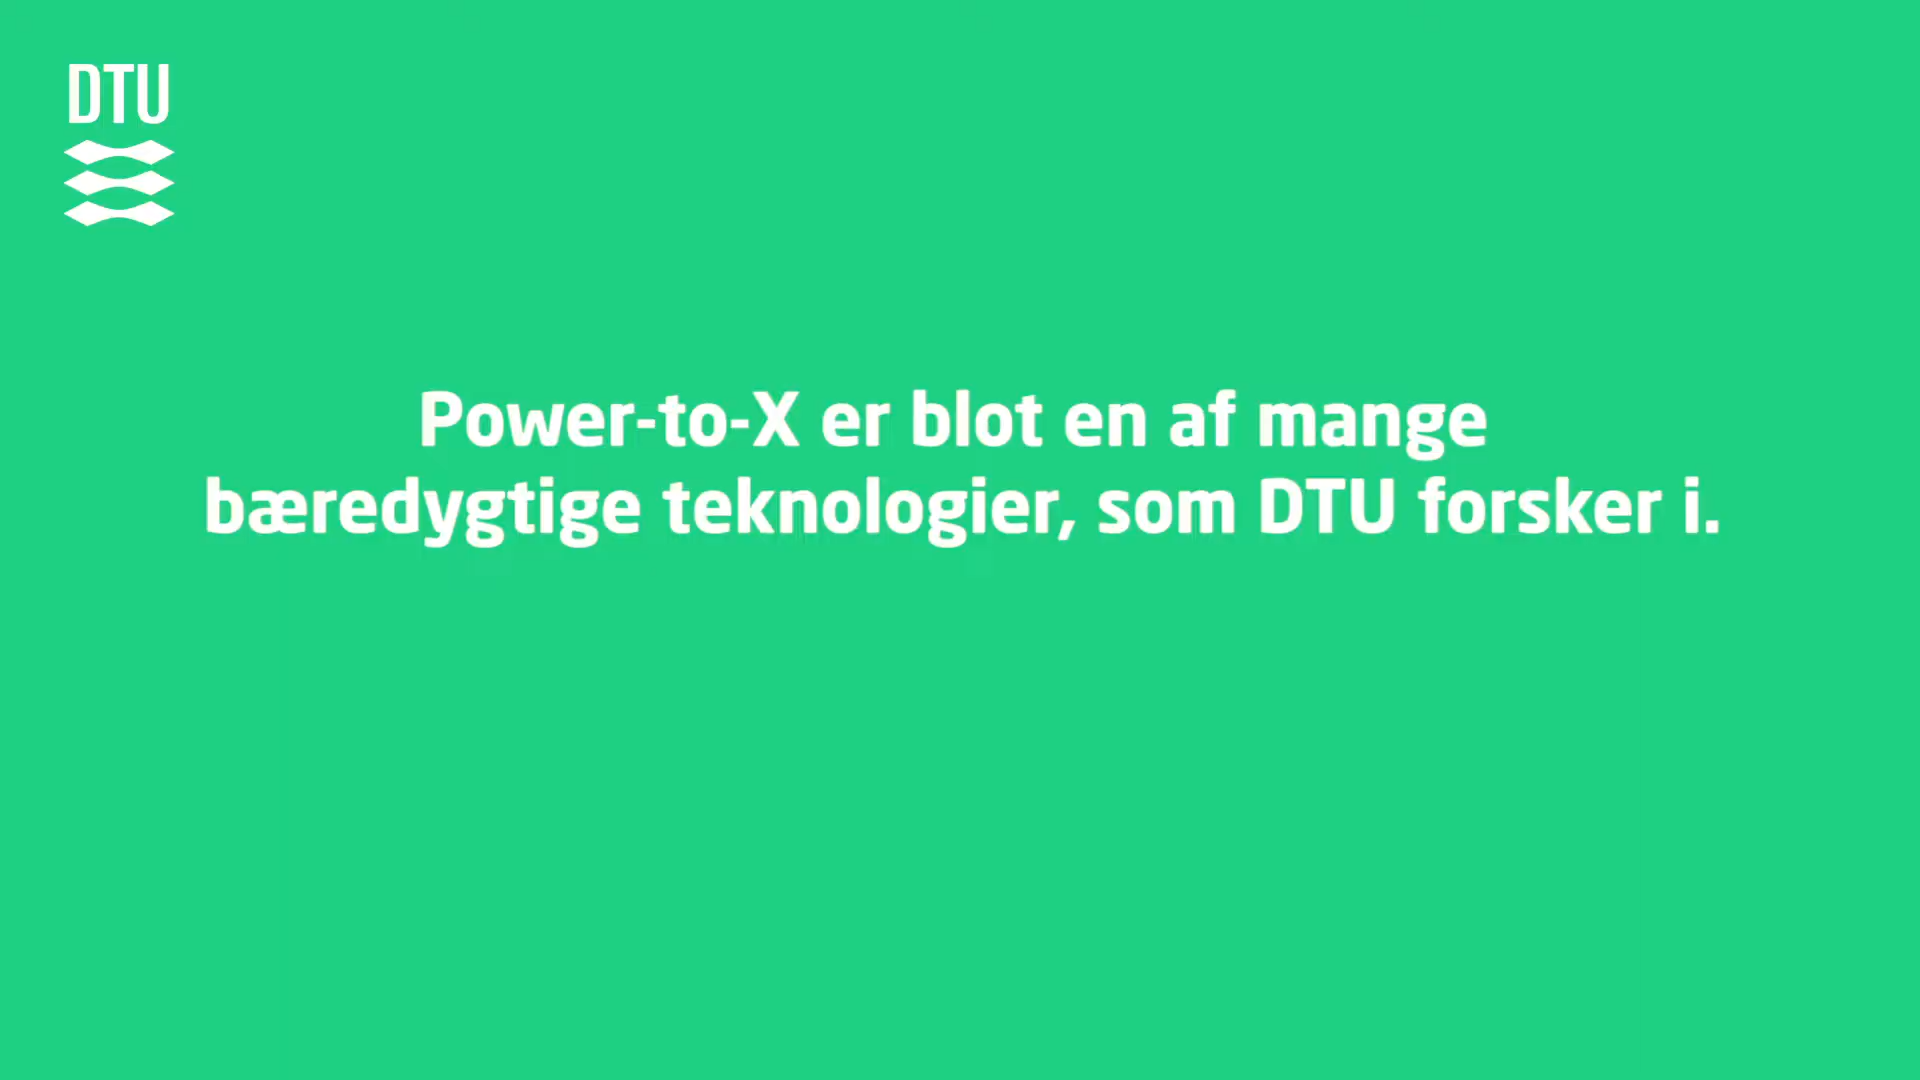 DTU
Power-to-X er blot en af mange
bæredygtige teknologier, som DTU forsker i.